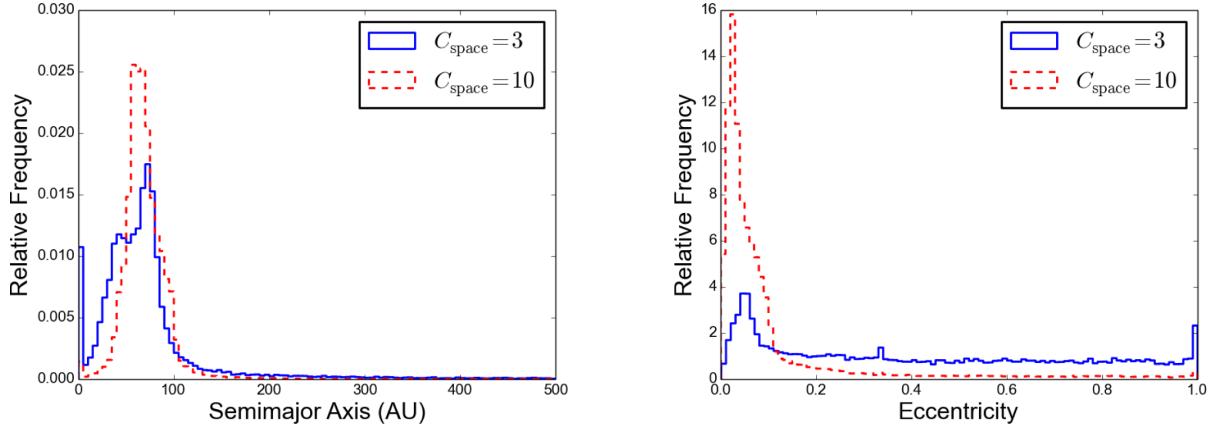 0.030
0.025
0.020
0.015
0.010
0.005
0.000
Relative Frequency
0 100 200 300 400 500
Semimajor Axis (AU)
C_space = 3
C_space = 10
16
14
12
10
8
6
4
2
0
Relative Frequency
0.0 0.2 0.4 0.6 0.8 1.0
Eccentricity
C_space = 3
C_space = 10